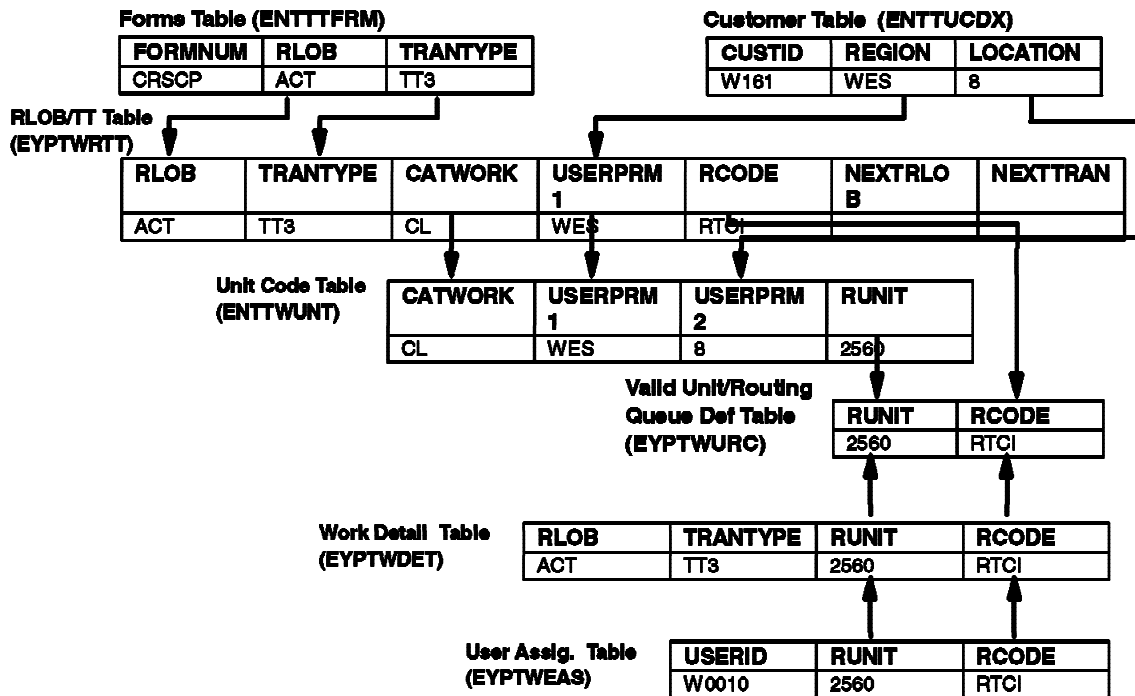 Forms Table (ENTTTFRM)
FORMNUM RLOB TRANTYPE
CRSCP ACT TT3
Customer Table (ENTTUCDX)
CUSTID REGION LOCATION
W161 WES 8
RLOB/TT Table
(EYPTWRTT)
RLOB TRANTYPE CATWORK USERPRM RCODE NEXTRLO NEXTTRAN
1 B
ACT TT3 CL WES RTCI
Unit Code Table
(ENTTWUNT)
CATWORK USERPRM USERPRM RUNIT
1 2
CL WES 8 2560
Valid Unit/Routing
Queue Def Table
(EYPTWURC)
RUNIT RCODE
2560 RTCI
Work Detail Table
(EYPTWDET)
RLOB TRANTYPE RUNIT RCODE
ACT TT3 2560 RTCI
User Assig. Table
(EYPTWEAS)
USERID RUNIT RCODE
W0010 2560 RTCI